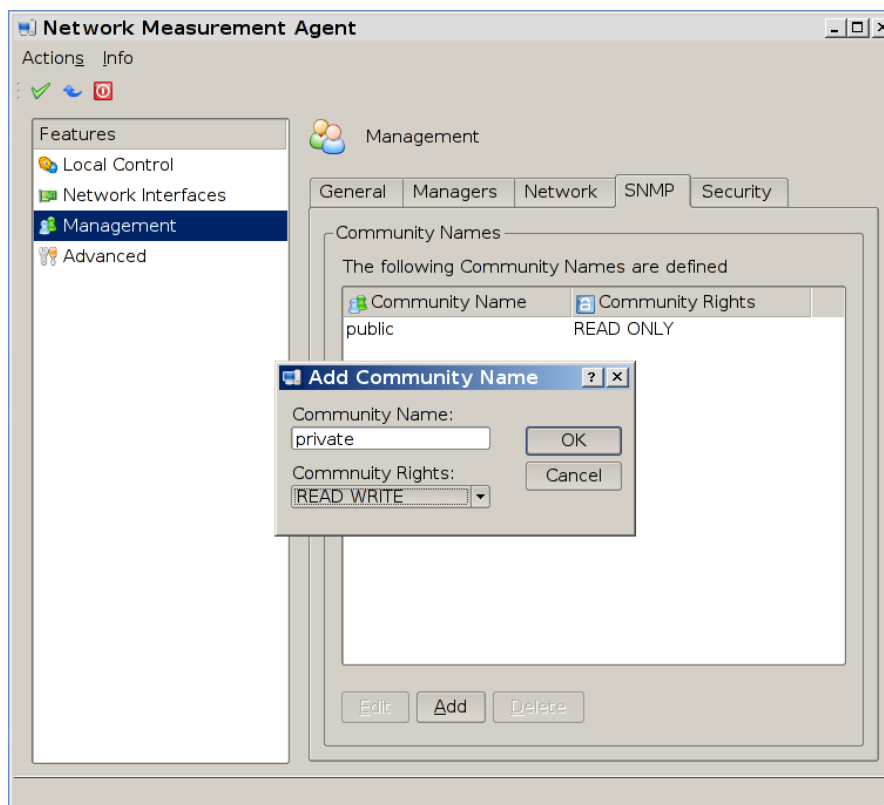 Network Measurement Agent
Actions Info
Features
Local Control
Network Interfaces
Management
Advanced
Management
General Managers Network SNMP Security
Community Names
The following Community Names are defined
Community Name Community Rights
public READ ONLY
Add Community Name
Community Name:
private
OK
Commnuity Rights:
Cancel
READ WRITE
Edit Add Delete